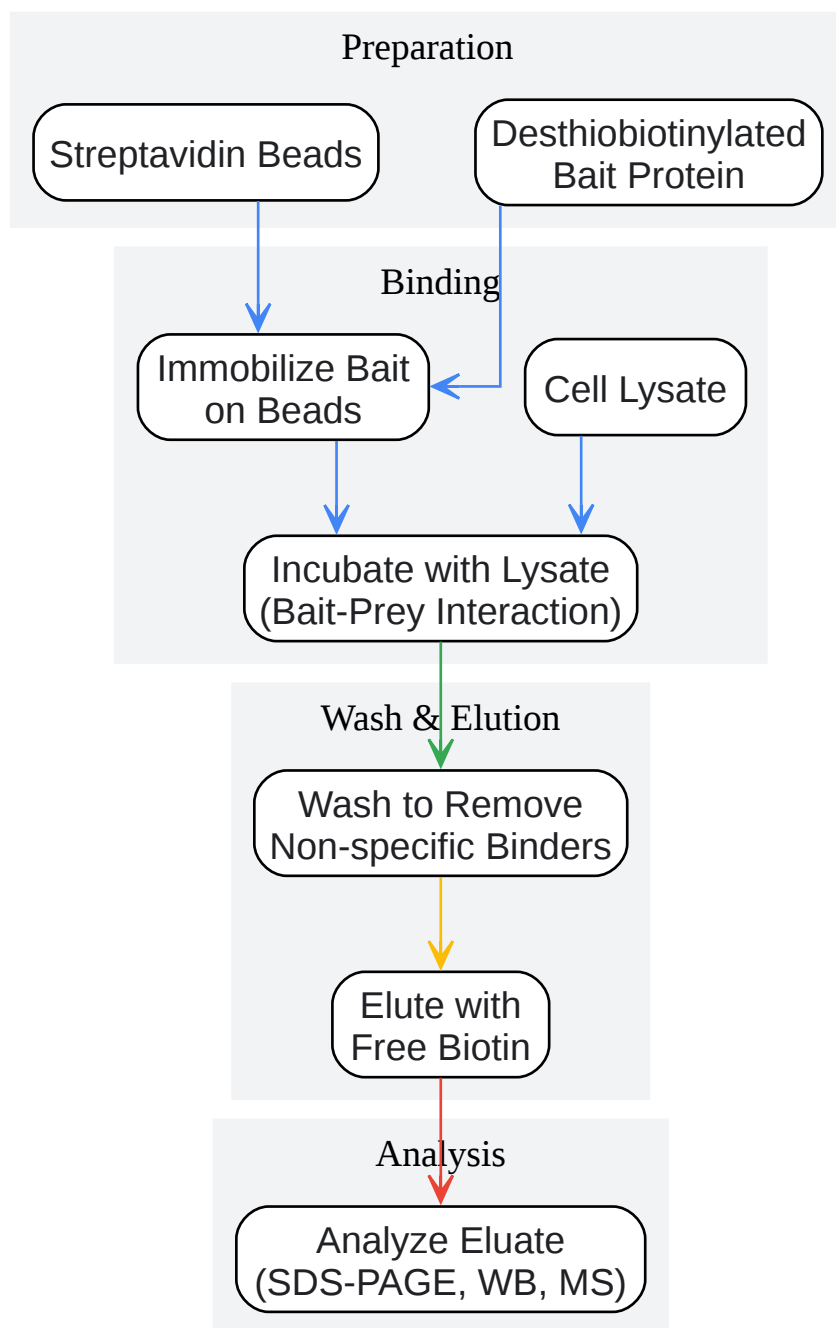 Preparation
Streptavidin Beads
Desthiobiotinylated
Bait Protein
Binding
Immobilize Bait
on Beads
Cell Lysate
Incubate with Lysate
(Bait-Prey Interaction)
Wash & Elution
Wash to Remove
Non-specific Binders
Elute with
Free Biotin
Analysis
Analyze Eluate
(SDS-PAGE, WB, MS)